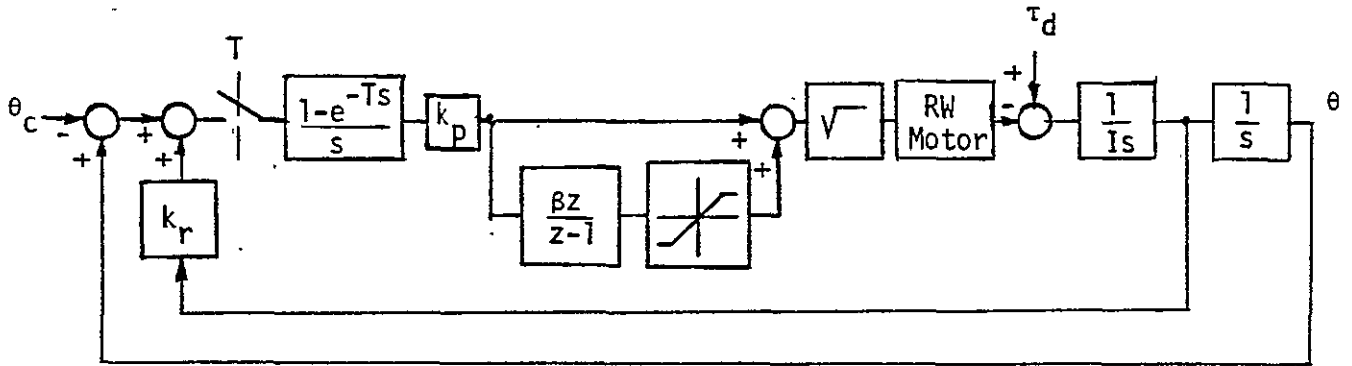 τd
T
θc
1-e^-Ts
s
kp
√
RW
Motor
1
Is
1
s
θ
-
+
+
+
+
+
+
-
kr
βz
z-1